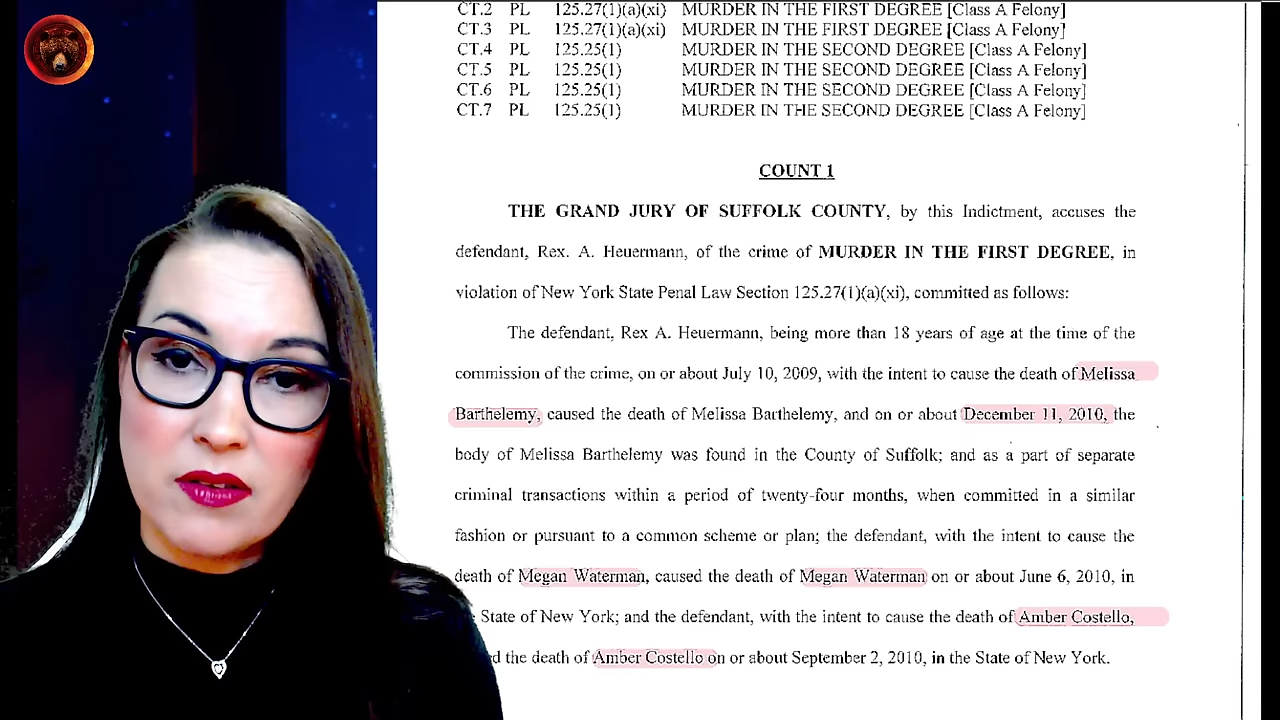 CT.2 PL 125.27(1)(a)(xi) MURDER IN THE FIRST DEGREE [Class A Felony]
CT.3 PL 125.27(1)(a)(xi) MURDER IN THE FIRST DEGREE [Class A Felony]
CT.4 PL 125.25(1) MURDER IN THE SECOND DEGREE [Class A Felony]
CT.5 PL 125.25(1) MURDER IN THE SECOND DEGREE [Class A Felony]
CT.6 PL 125.25(1) MURDER IN THE SECOND DEGREE [Class A Felony]
CT.7 PL 125.25(1) MURDER IN THE SECOND DEGREE [Class A Felony]
COUNT 1
THE GRAND JURY OF SUFFOLK COUNTY, by this Indictment, accuses the
defendant, Rex. A. Heuermann, of the crime of MURDER IN THE FIRST DEGREE, in
violation of New York State Penal Law Section 125.27(1)(a)(xi), committed as follows:
The defendant, Rex A. Heuermann, being more than 18 years of age at the time of the
commission of the crime, on or about July 10, 2009, with the intent to cause the death of Melissa
Barthelemy, caused the death of Melissa Barthelemy, and on or about December 11, 2010, the
body of Melissa Barthelemy was found in the County of Suffolk; and as a part of separate
criminal transactions within a period of twenty-four months, when committed in a similar
fashion or pursuant to a common scheme or plan; the defendant, with the intent to cause the
death of Megan Waterman, caused the death of Megan Waterman on or about June 6, 2010, in
State of New York; and the defendant, with the intent to cause the death of Amber Costello,
the death of Amber Costello on or about September 2, 2010, in the State of New York.